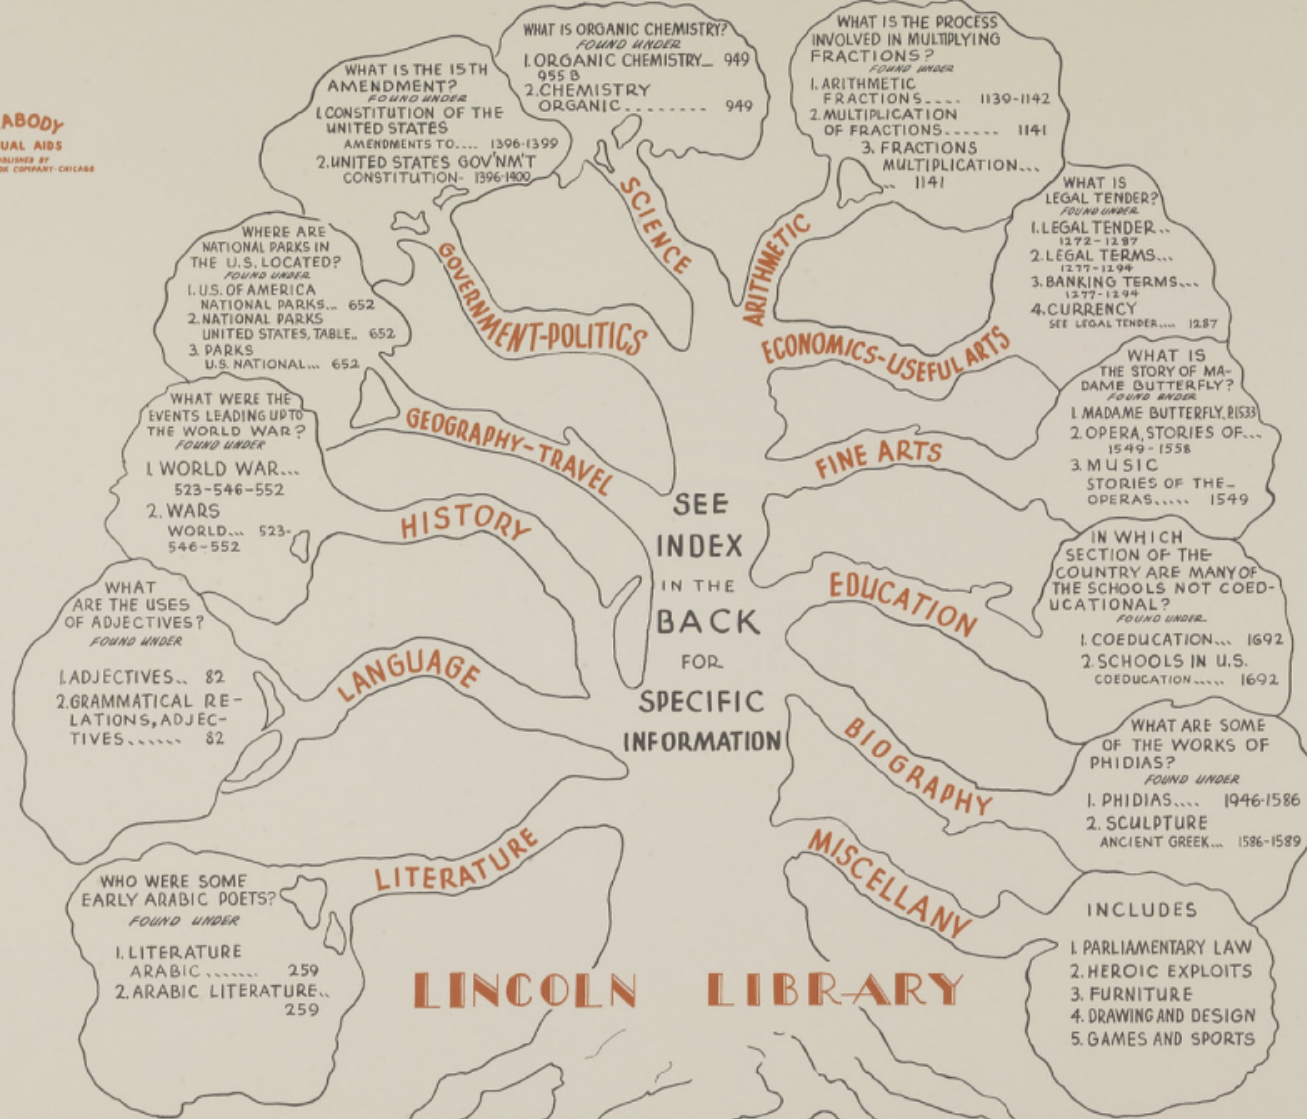 ABODY
UAL AIDS
BLISHED BY
OK COMPANY-CHICAGO
WHAT IS THE 15TH
AMENDMENT?
FOUND UNDER
1. CONSTITUTION OF THE
UNITED STATES
AMENDMENTS TO.... 1396-1399
2. UNITED STATES GOV'NM'T
CONSTITUTION- 1396-1400
WHAT IS ORGANIC CHEMISTRY?
FOUND UNDER
1. ORGANIC CHEMISTRY_ 949
955 B
2. CHEMISTRY
ORGANIC........ 949
WHAT IS THE PROCESS
INVOLVED IN MULTIPLYING
FRACTIONS?
FOUND UNDER
1. ARITHMETIC
FRACTIONS.... 1139-1142
2. MULTIPLICATION
OF FRACTIONS...... 1141
3. FRACTIONS
MULTIPLICATION...
.. 1141
WHAT IS
LEGAL TENDER?
FOUND UNDER
1. LEGAL TENDER..
1272-1287
2. LEGAL TERMS...
1277-1294
3. BANKING TERMS...
1277-1294
4. CURRENCY
SEE LEGAL TENDER.... 1287
WHERE ARE
NATIONAL PARKS IN
THE U.S. LOCATED?
FOUND UNDER
1. U.S. OF AMERICA
NATIONAL PARKS... 652
2. NATIONAL PARKS
UNITED STATES, TABLE.. 652
3. PARKS
U.S. NATIONAL... 652
WHAT IS
THE STORY OF MA-
DAME BUTTERFLY?
FOUND UNDER
1. MADAME BUTTERFLY, P.1533
2. OPERA, STORIES OF...
1549-1558
3. MUSIC
STORIES OF THE_
OPERAS..... 1549
WHAT WERE THE
EVENTS LEADING UP TO
THE WORLD WAR?
FOUND UNDER
1. WORLD WAR...
523-546-552
2. WARS
WORLD... 523-
546-552
IN WHICH
SECTION OF THE
COUNTRY ARE MANY OF
THE SCHOOLS NOT COED-
UCATIONAL?
FOUND UNDER
1. COEDUCATION... 1692
2. SCHOOLS IN U.S.
COEDUCATION..... 1692
WHAT
ARE THE USES
OF ADJECTIVES?
FOUND UNDER
1. ADJECTIVES.. 82
2. GRAMMATICAL RE-
LATIONS, ADJEC-
TIVES...... 82
WHAT ARE SOME
OF THE WORKS OF
PHIDIAS?
FOUND UNDER
1. PHIDIAS.... 1946-1586
2. SCULPTURE
ANCIENT GREEK... 1586-1589
WHO WERE SOME
EARLY ARABIC POETS?
FOUND UNDER
1. LITERATURE
ARABIC....... 259
2. ARABIC LITERATURE..
259
INCLUDES
1. PARLIAMENTARY LAW
2. HEROIC EXPLOITS
3. FURNITURE
4. DRAWING AND DESIGN
5. GAMES AND SPORTS
SCIENCE
ARITHMETIC
GOVERNMENT-POLITICS
ECONOMICS-USEFUL ARTS
GEOGRAPHY-TRAVEL
FINE ARTS
HISTORY
EDUCATION
LANGUAGE
BIOGRAPHY
LITERATURE
MISCELLANY
SEE
INDEX
IN THE
BACK
FOR
SPECIFIC
INFORMATION
LINCOLN LIBRARY